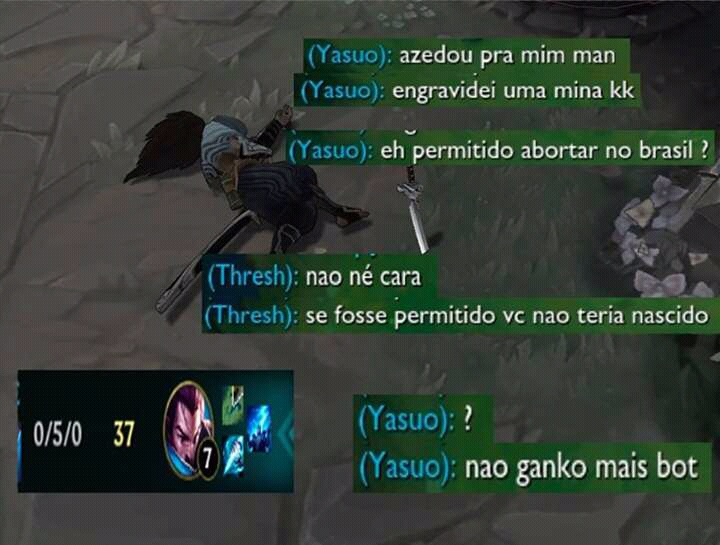 (Yasuo): azedou pra mim man
(Yasuo): engravidei uma mina kk
(Yasuo): eh permitido abortar no brasil ?
(Thresh): nao né cara
(Thresh): se fosse permitido vc nao teria nascido
0/5/0 37 7
(Yasuo): ?
(Yasuo): nao ganko mais bot